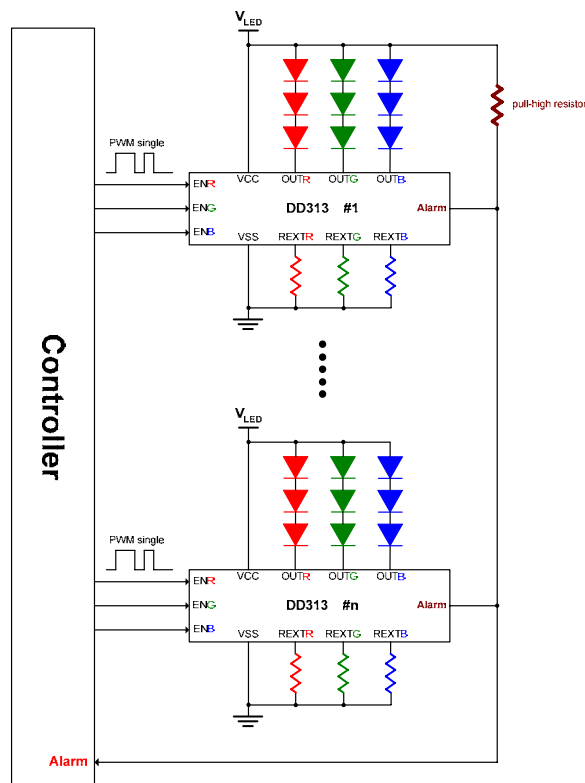 VLED
pull-high resistor
PWM single
VCC OUTR OUTG OUTB
ENR
ENG
ENB
DD313 #1
Alarm
VSS REXTR REXTG REXTB
Controller
VLED
PWM single
VCC OUTR OUTG OUTB
ENR
ENG
ENB
DD313 #n
Alarm
VSS REXTR REXTG REXTB
Alarm